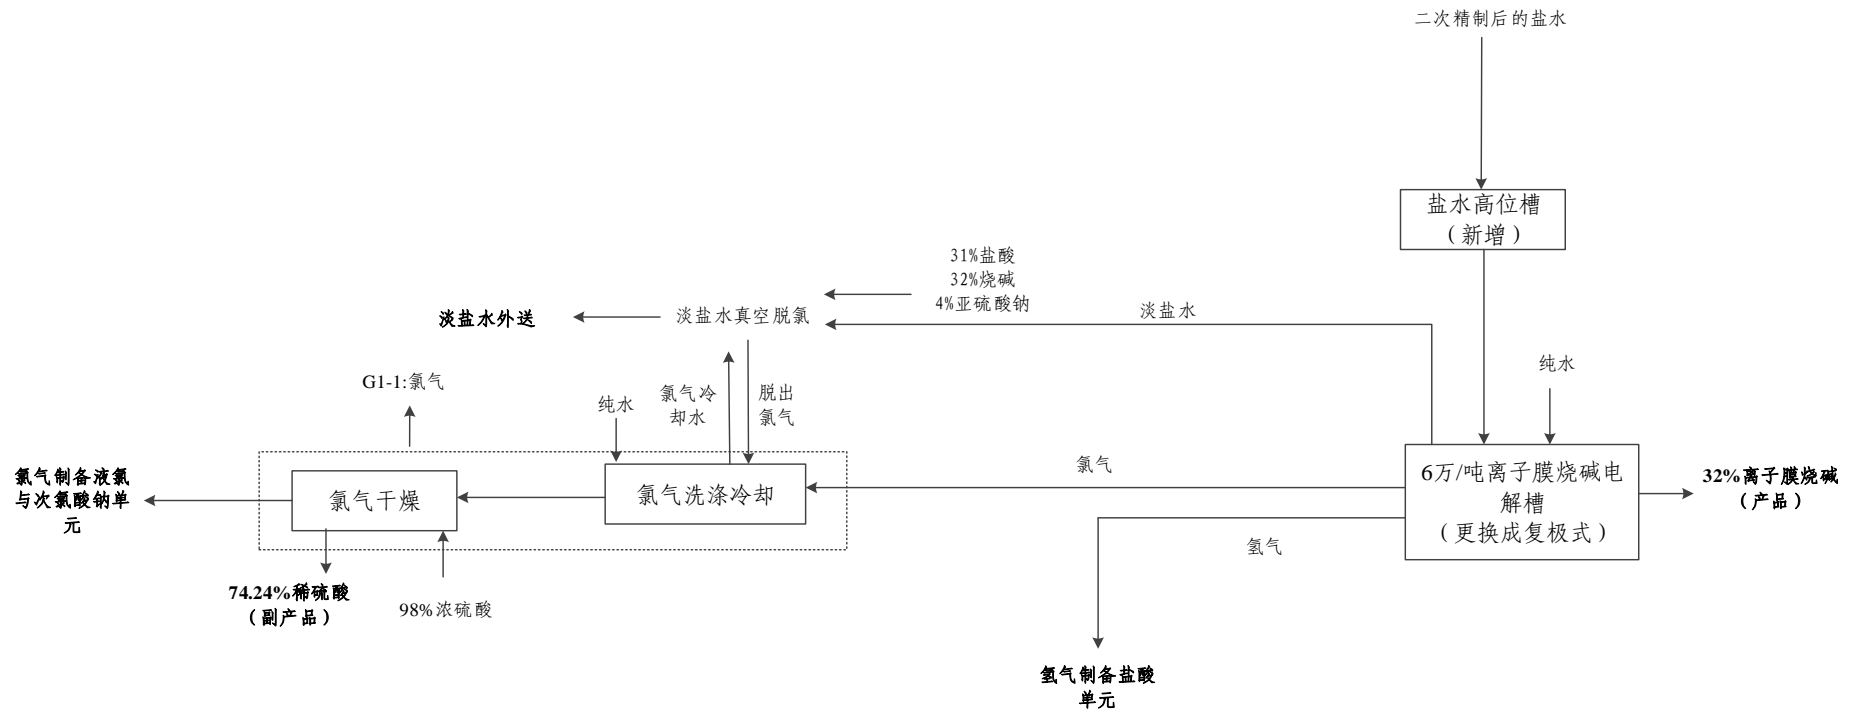 二次精制后的盐水
盐水高位槽
（新增）
31%盐酸
32%烧碱
4%亚硫酸钠
淡盐水外送
淡盐水真空脱氯
淡盐水
纯水
G1-1:氯气
纯水
氯气冷
却水
脱出
氯气
氯气制备液氯
与次氯酸钠单
元
氯气干燥
氯气洗涤冷却
氯气
6万/吨离子膜烧碱电
解槽
（更换成复极式）
32%离子膜烧碱
（产品）
氢气
74.24%稀硫酸
（副产品）
98%浓硫酸
氢气制备盐酸
单元